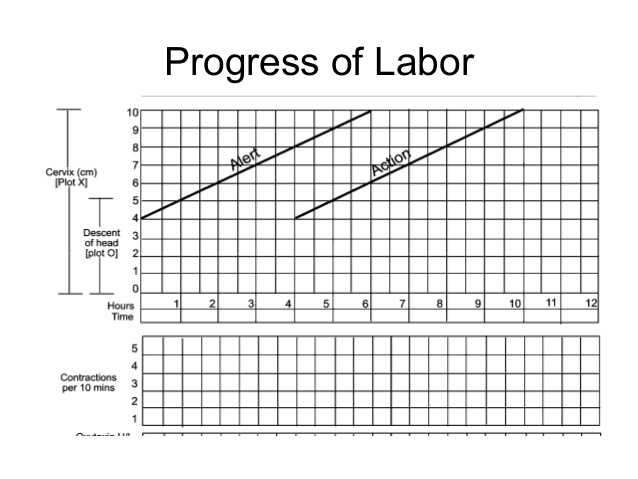 Progress of Labor
10
9
8
7
6
5
4
3
2
1
0
Cervix (cm)
[Plot X]
Descent
of head
[plot O]
Alert
Action
Hours 1 2 3 4 5 6 7 8 9 10 11 12
Time
5
4
3
2
1
Contractions
per 10 mins